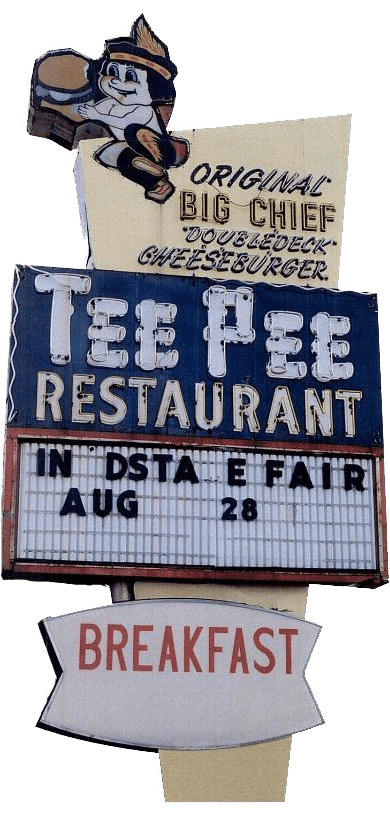 ORIGINAL
BIG CHIEF
"DOUBLEDECK"
CHEESEBURGER
TEE PEE
RESTAURANT
IN DSTA E FAIR
AUG 28
BREAKFAST